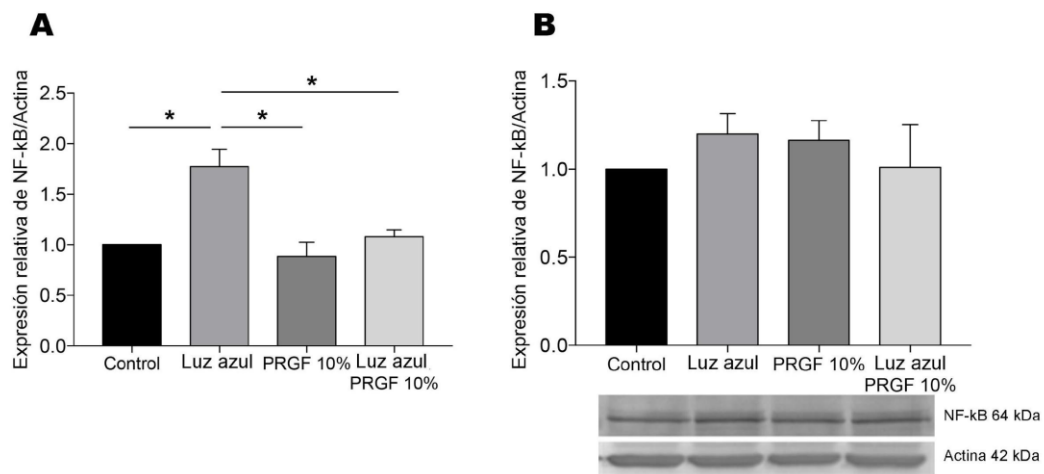 A
Expresión relativa de NF-kB/Actina
2.5
2.0
1.5
1.0
0.5
0.0
*
*
*
Control
Luz azul
PRGF 10%
Luz azul
PRGF 10%
B
Expresión relativa de NF-kB/Actina
1.5
1.0
0.5
0.0
Control
Luz azul
PRGF 10%
Luz azul
PRGF 10%
NF-kB 64 kDa
Actina 42 kDa